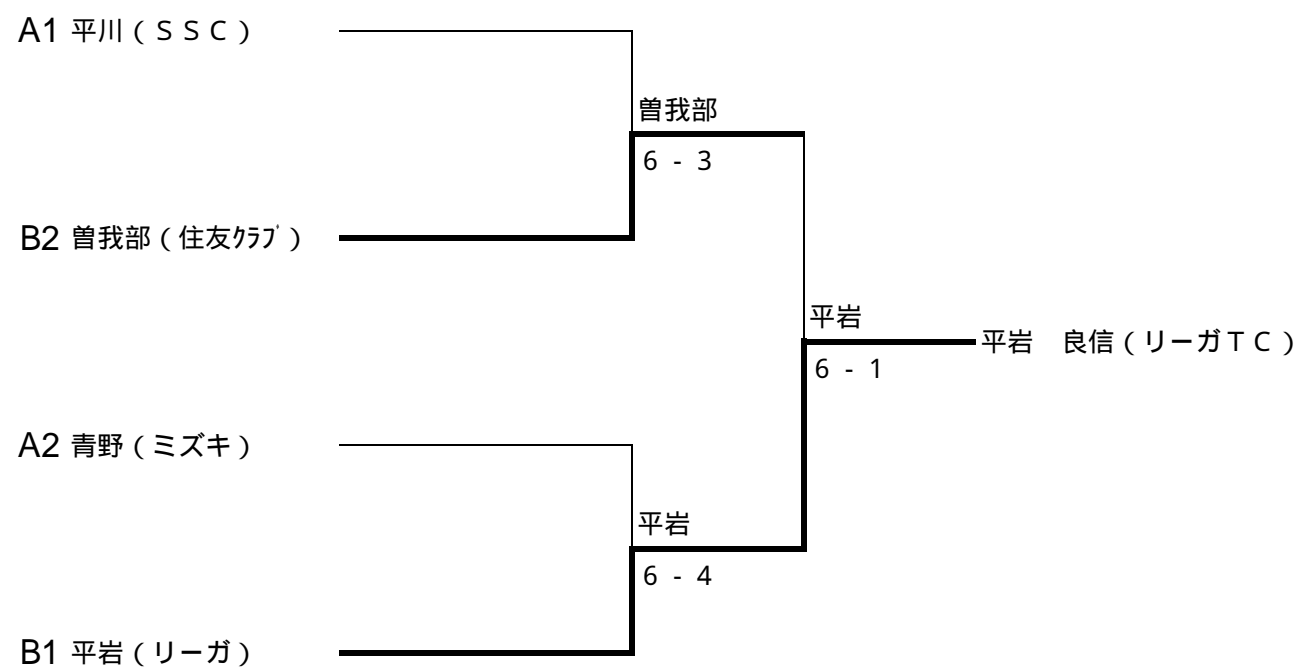 A1 平川（ＳＳＣ）
曽我部
6 - 3
B2 曽我部（住友ｸﾗﾌﾞ）
平岩
平岩　良信（リーガＴＣ）
6 - 1
A2 青野（ミズキ）
平岩
6 - 4
B1 平岩（リーガ）